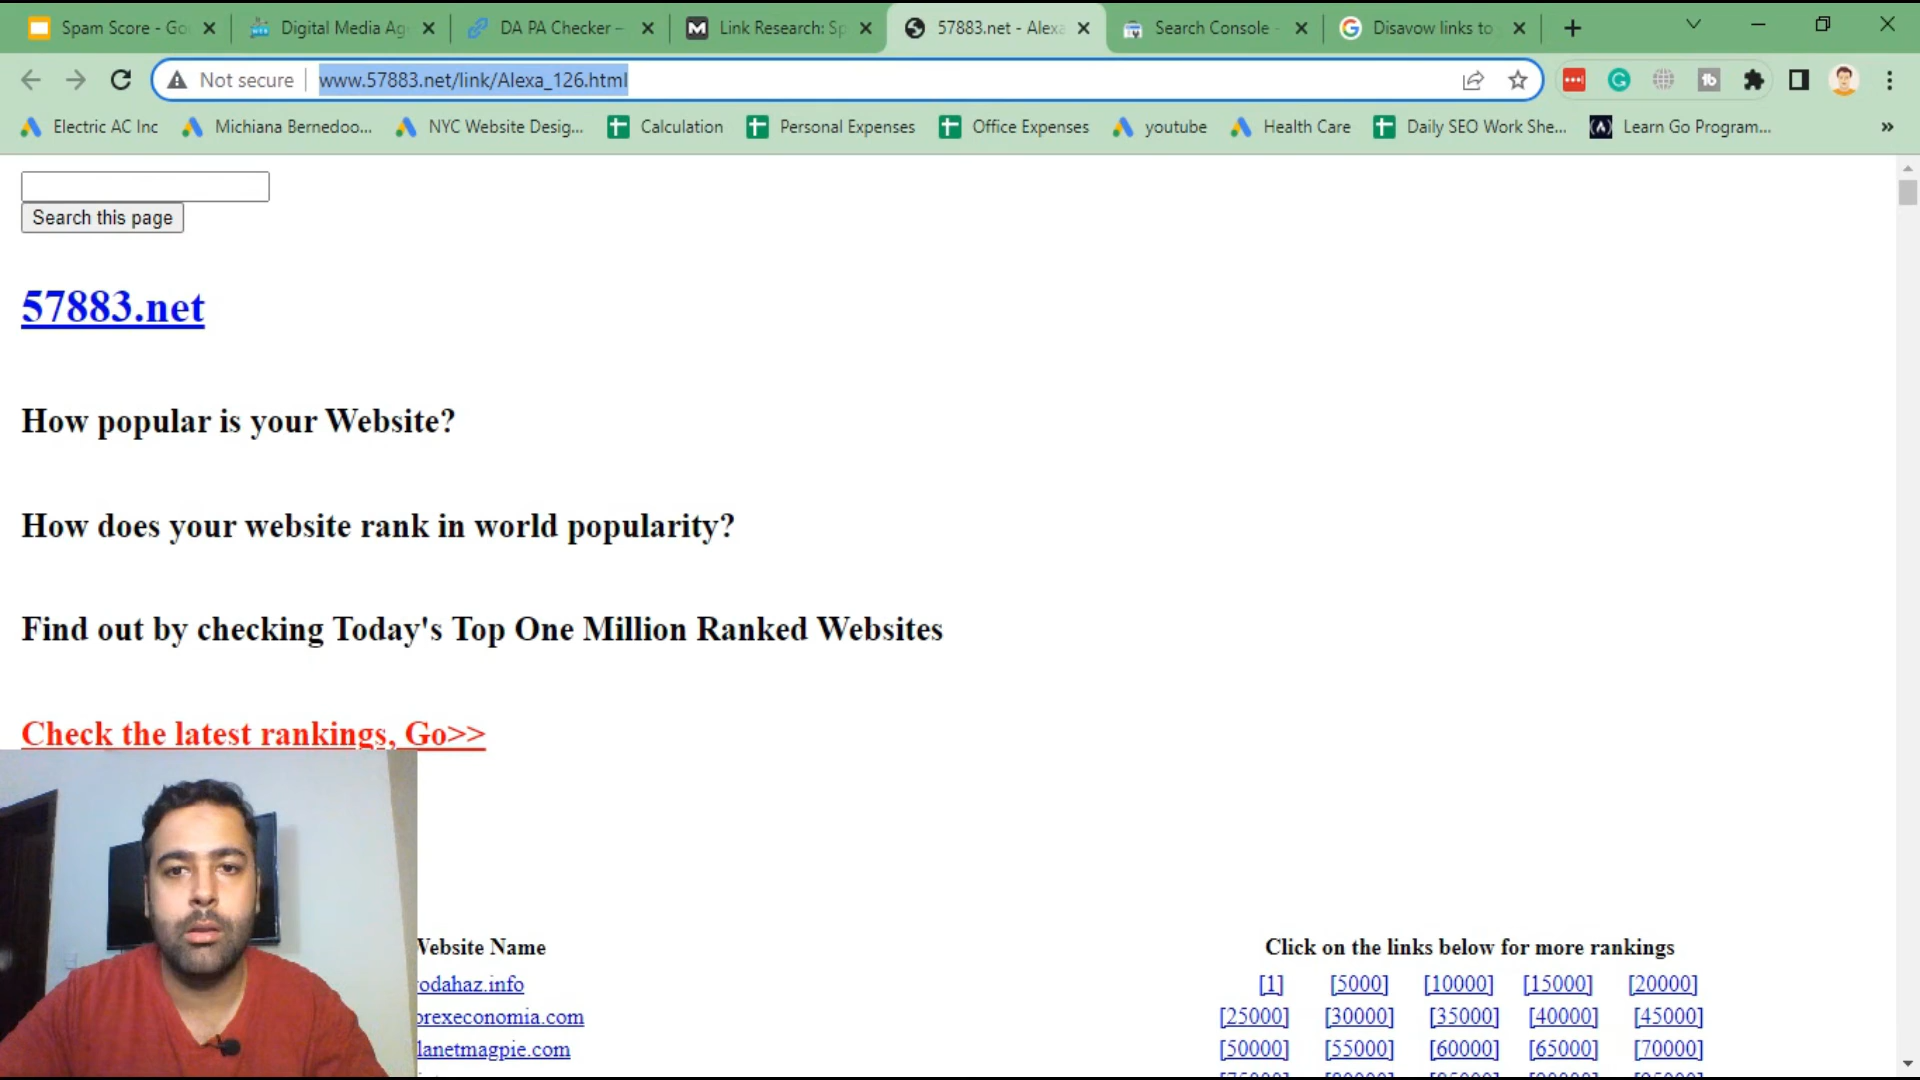 Spam Score - Go
Digital Media Ag
DA PA Checker –
Link Research: Sp
57883.net - Alexa
Search Console -
Disavow links to
Not secure
www.57883.net/link/Alexa_126.html
Electric AC Inc
Michiana Bernedoo...
NYC Website Desig...
Calculation
Personal Expenses
Office Expenses
youtube
Health Care
Daily SEO Work She...
Learn Go Program...
Search this page
57883.net
How popular is your Website?
How does your website rank in world popularity?
Find out by checking Today's Top One Million Ranked Websites
Check the latest rankings, Go>>
Website Name
Click on the links below for more rankings
odahaz.info
[1] [5000] [10000] [15000] [20000]
orexeconomia.com
[25000] [30000] [35000] [40000] [45000]
lanetmagpie.com
[50000] [55000] [60000] [65000] [70000]